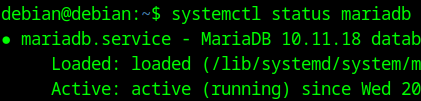 debian@debian:~$ systemctl status mariadb
● mariadb.service - MariaDB 10.11.18 datab
Loaded: loaded (/lib/systemd/system/m
Active: active (running) since Wed 20